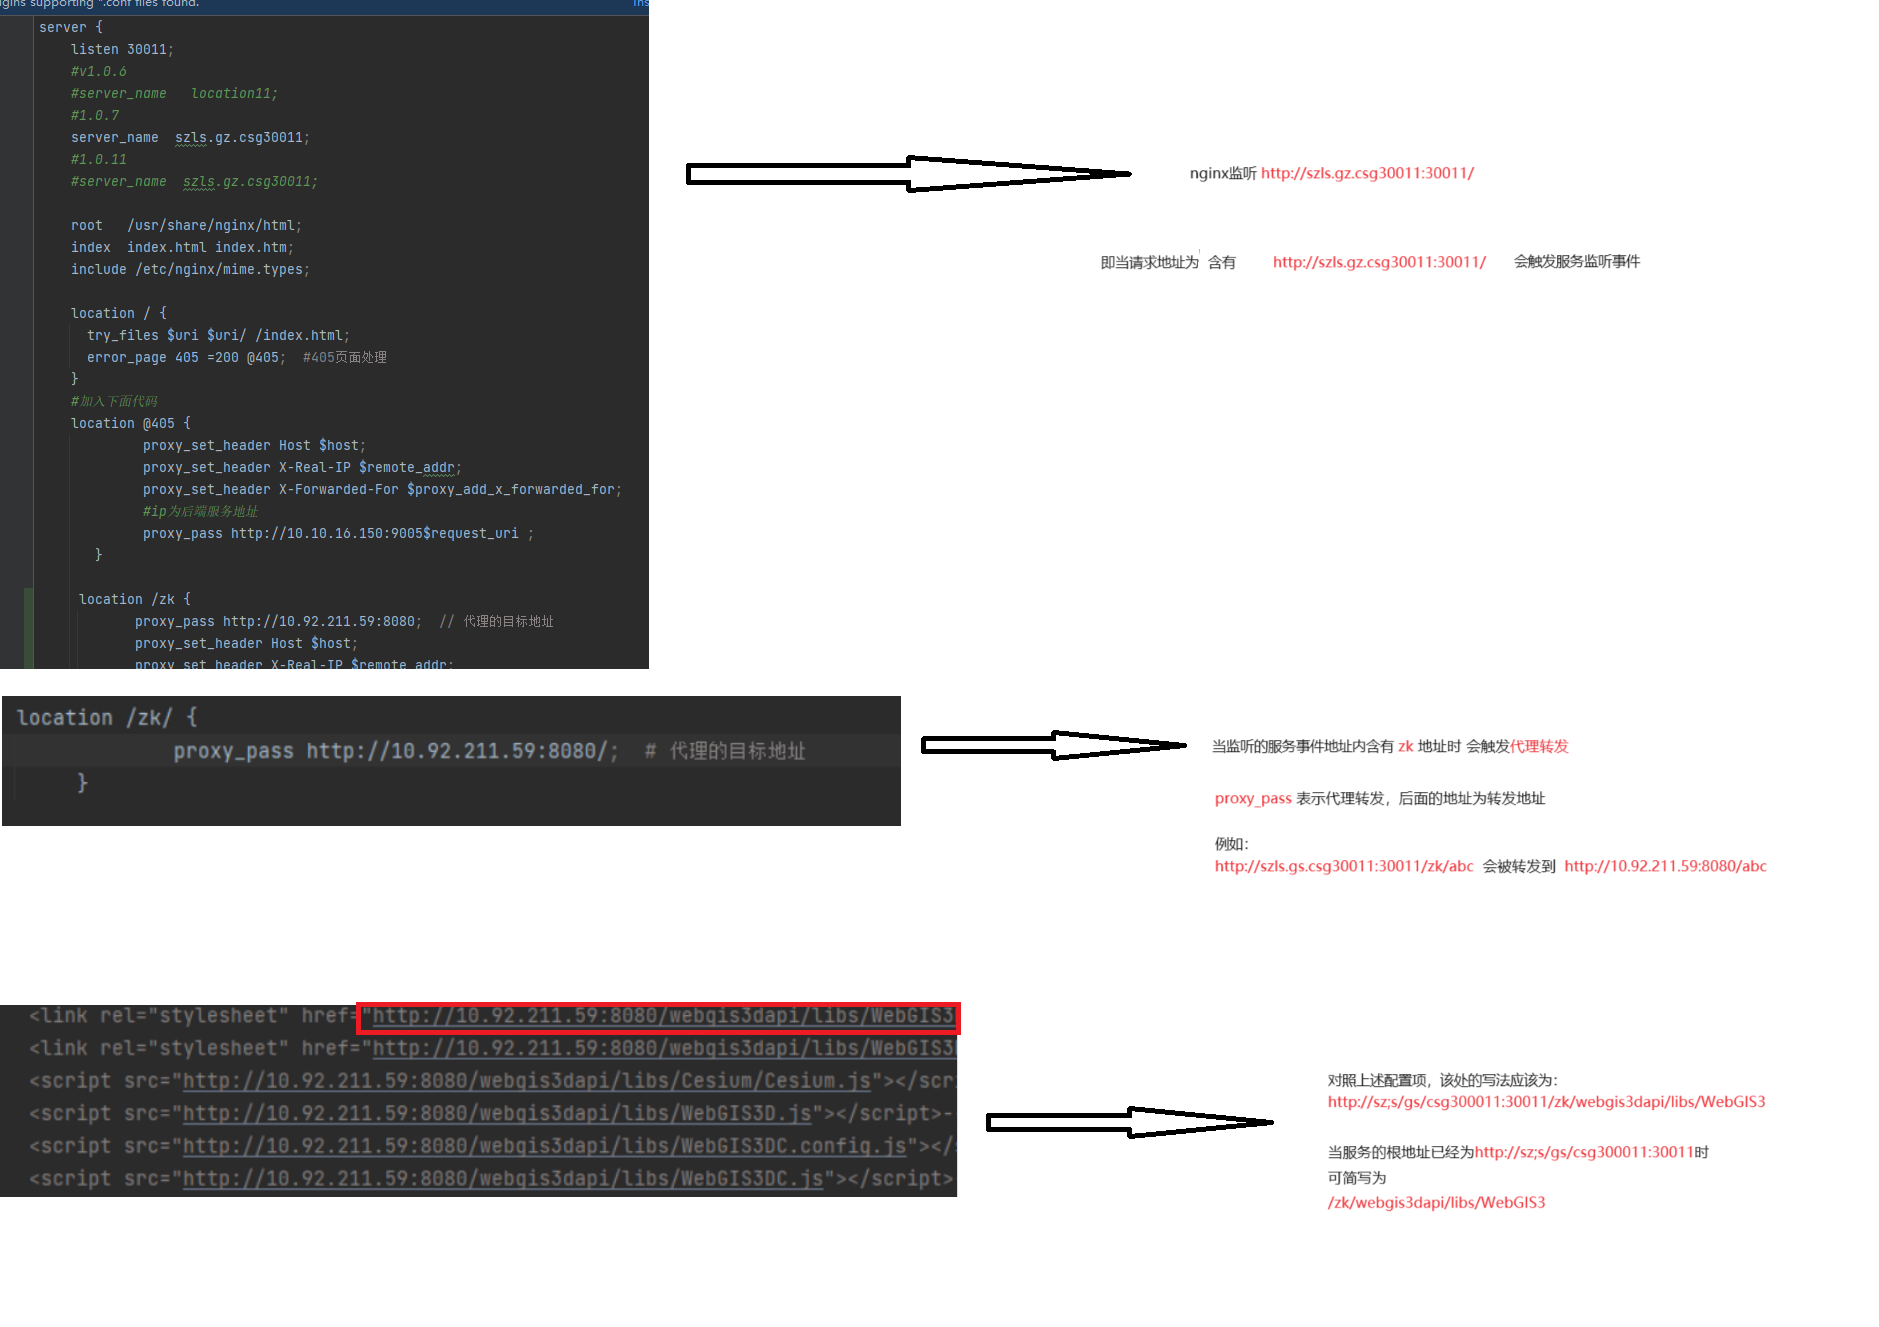 gins supporting *.conf files found.
Ins
server {
listen 30011;
#v1.0.6
#server_name   location11;
#1.0.7
server_name  szls.gz.csg30011;
#1.0.11
#server_name  szls.gz.csg30011;
root   /usr/share/nginx/html;
index  index.html index.htm;
include /etc/nginx/mime.types;
location / {
try_files $uri $uri/ /index.html;
error_page 405 =200 @405;  #405页面处理
}
#加入下面代码
location @405 {
proxy_set_header Host $host;
proxy_set_header X-Real-IP $remote_addr;
proxy_set_header X-Forwarded-For $proxy_add_x_forwarded_for;
#ip为后端服务地址
proxy_pass http://10.10.16.150:9005$request_uri ;
}
location /zk {
proxy_pass http://10.92.211.59:8080;  // 代理的目标地址
proxy_set_header Host $host;
proxy_set_header X-Real-IP $remote_addr;
nginx监听 http://szls.gz.csg30011:30011/
即当请求地址为 含有 http://szls.gz.csg30011:30011/ 会触发服务监听事件
location /zk/ {
proxy_pass http://10.92.211.59:8080/;  # 代理的目标地址
}
当监听的服务事件地址内含有 zk 地址时 会触发代理转发
proxy_pass 表示代理转发，后面的地址为转发地址
例如：
http://szls.gs.csg30011:30011/zk/abc 会被转发到 http://10.92.211.59:8080/abc
<link rel="stylesheet" href="http://10.92.211.59:8080/webgis3dapi/libs/WebGIS3
<link rel="stylesheet" href="http://10.92.211.59:8080/webgis3dapi/libs/WebGIS3D
<script src="http://10.92.211.59:8080/webgis3dapi/libs/Cesium/Cesium.js"></scri
<script src="http://10.92.211.59:8080/webgis3dapi/libs/WebGIS3D.js"></script>-
<script src="http://10.92.211.59:8080/webgis3dapi/libs/WebGIS3DC.config.js"></s
<script src="http://10.92.211.59:8080/webgis3dapi/libs/WebGIS3DC.js"></script>
对照上述配置项，该处的写法应该为：
http://sz;s/gs/csg300011:30011/zk/webgis3dapi/libs/WebGIS3
当服务的根地址已经为http://sz;s/gs/csg300011:30011时
可简写为
/zk/webgis3dapi/libs/WebGIS3